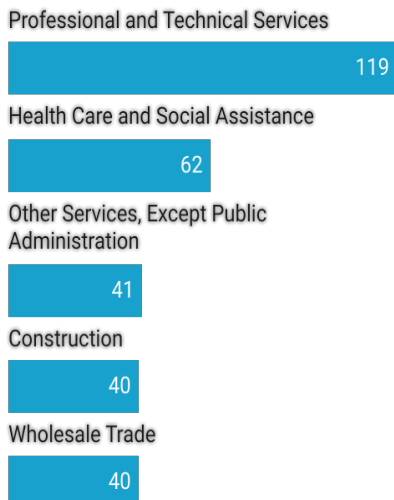 Professional and Technical Services
119
Health Care and Social Assistance
62
Other Services, Except Public
Administration
41
Construction
40
Wholesale Trade
40